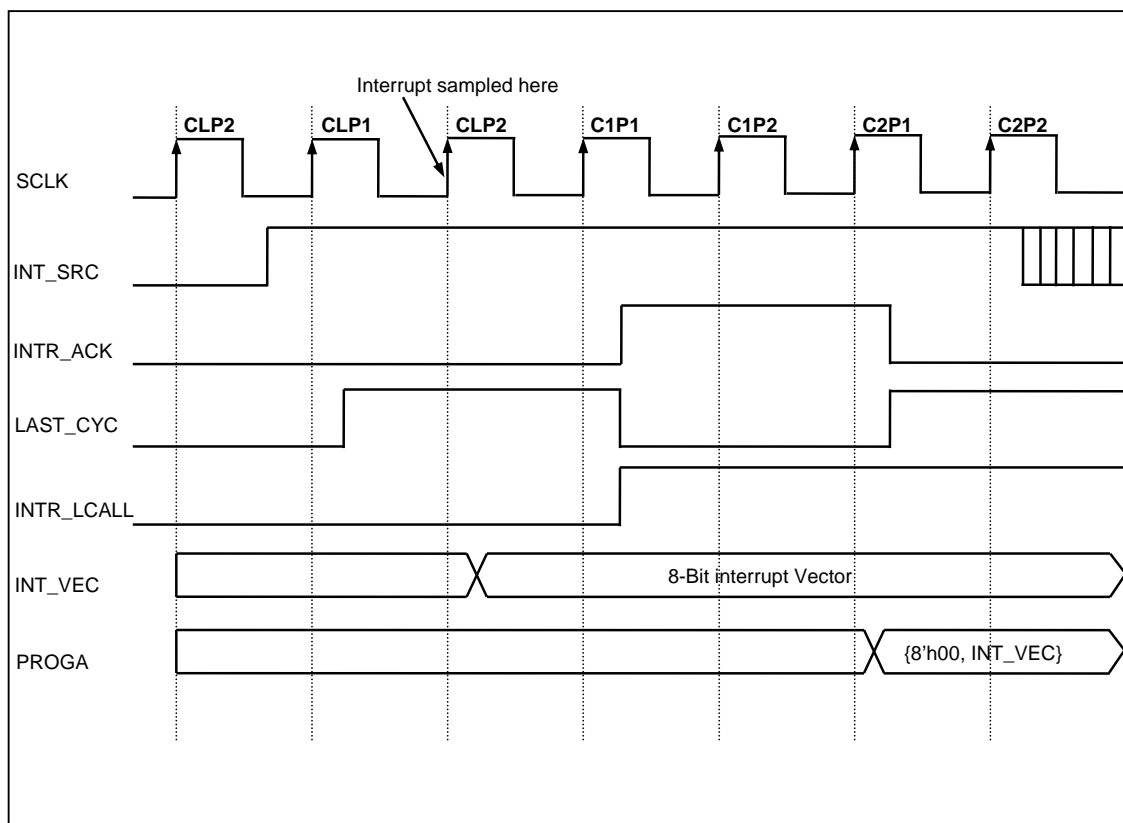 Interrupt sampled here
CLP2 CLP1 CLP2 C1P1 C1P2 C2P1 C2P2
SCLK
INT_SRC
INTR_ACK
LAST_CYC
INTR_LCALL
INT_VEC 8-Bit interrupt Vector
PROGA {8'h00, INT_VEC}